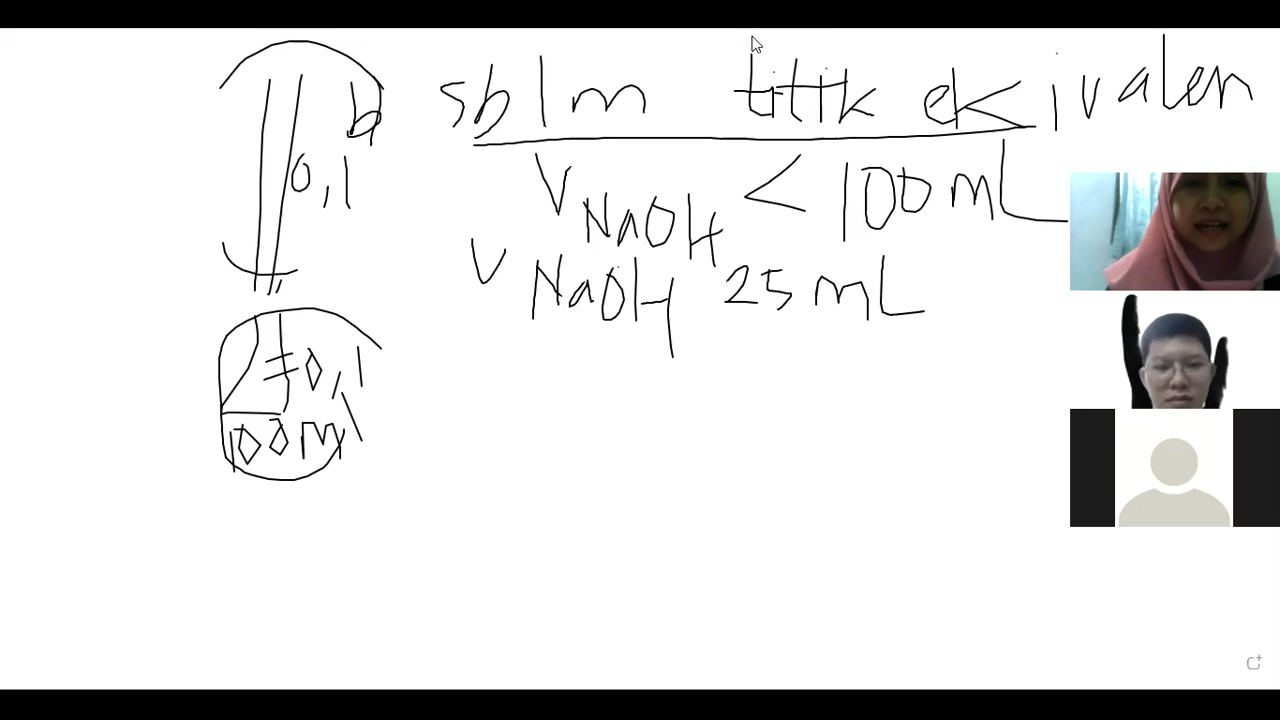 sblm titik ekivalen
V NaOH < 100 mL
V NaOH 25 mL
b
0,1
= 0,1
100 ml